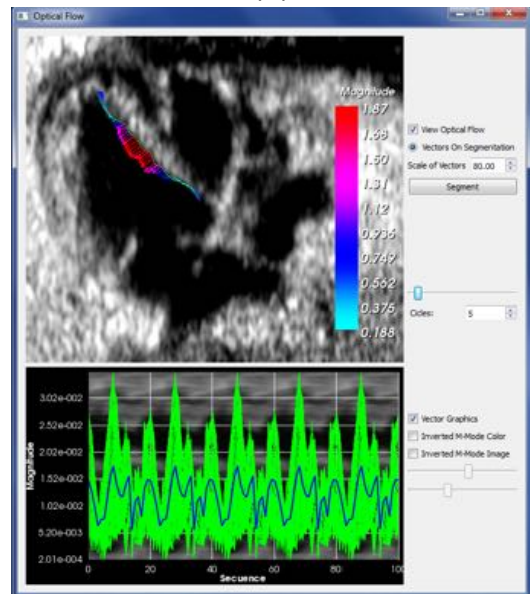 Optical Flow
Magnitude
1.87
1.68
1.50
1.31
1.12
0.936
0.749
0.562
0.375
0.188
View Optical Flow
Vectors On Segmentation
Scale of Vectors 80.00
Segment
Cicles: 5
Magnitude
3.02e-002
2.52e-002
2.02e-002
1.52e-002
1.02e-002
5.20e-003
2.01e-004
0 20 40 60 80 100
Secuence
Vector Graphics
Inverted M-Mode Color
Inverted M-Mode Image